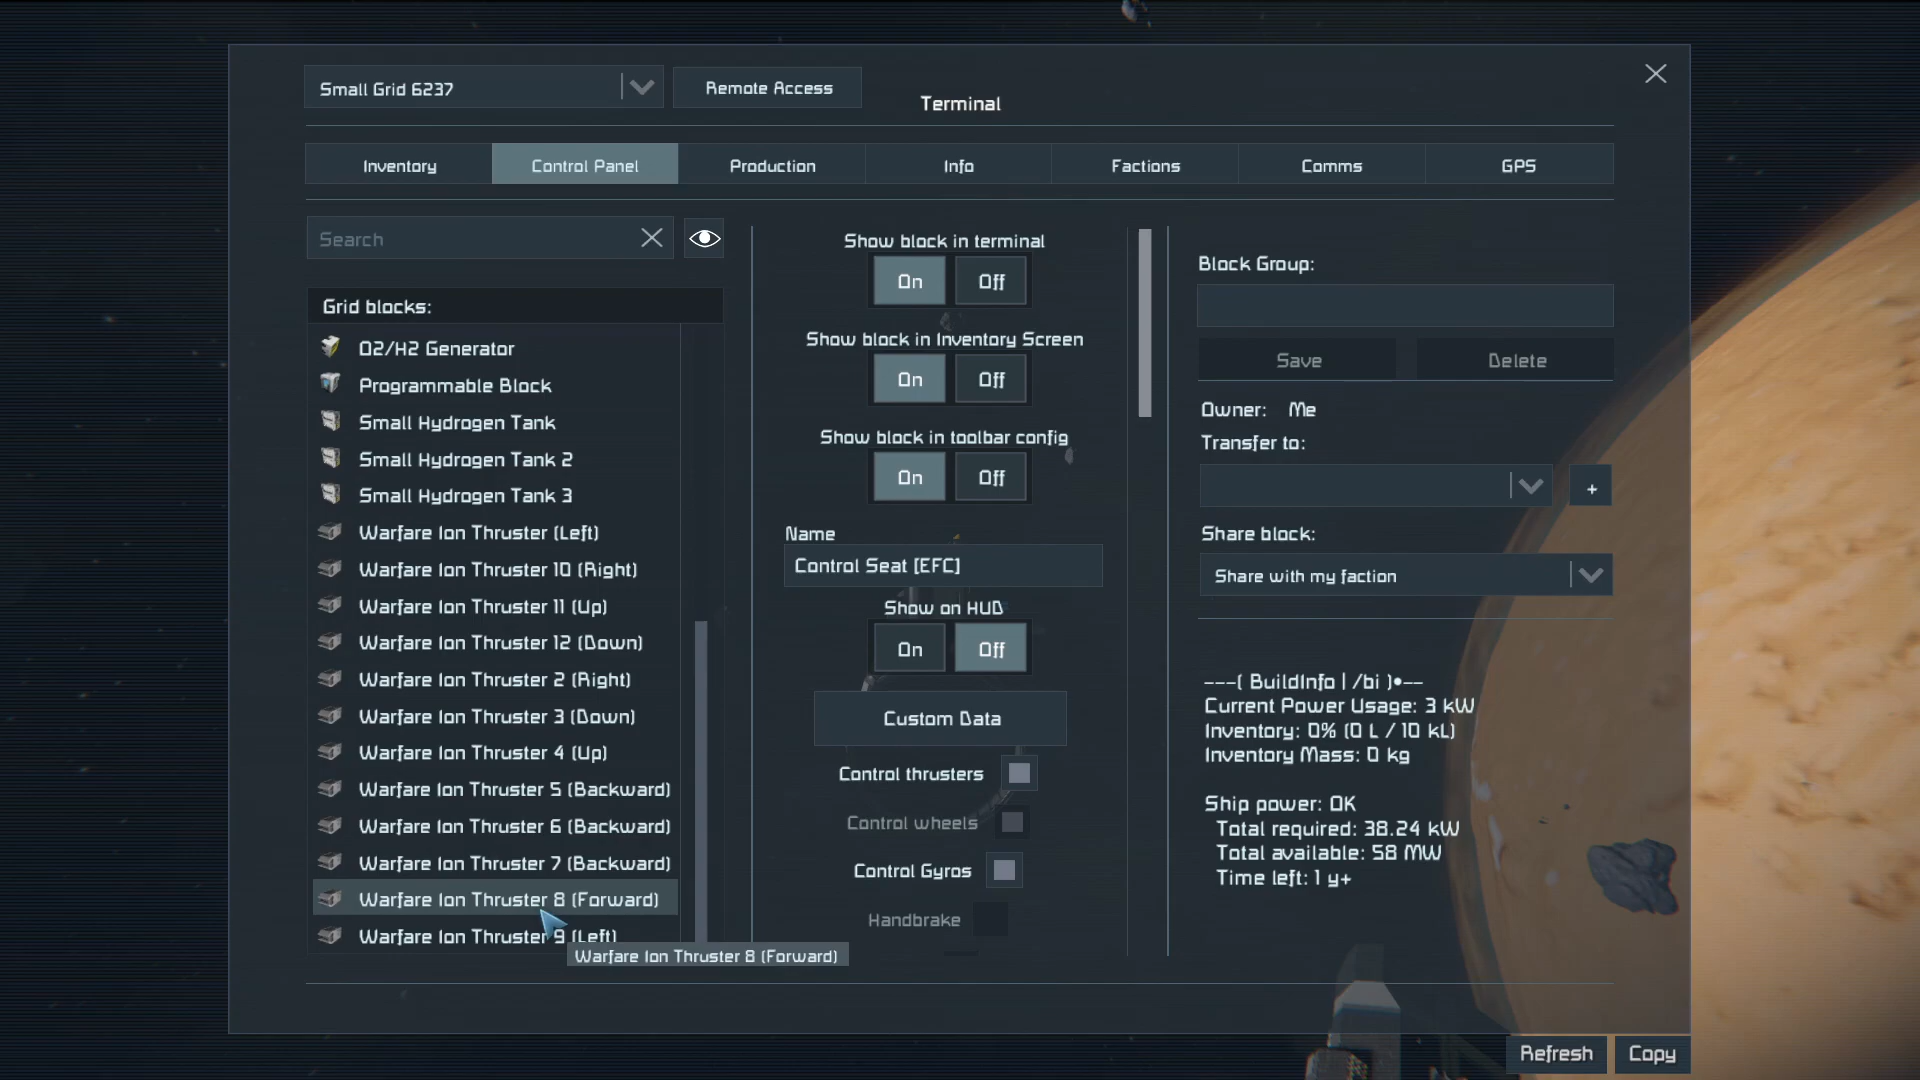 Small Grid 6237
Remote Access
Terminal
Inventory
Control Panel
Production
Info
Factions
Comms
GPS
Search
Grid blocks:
O2/H2 Generator
Programmable Block
Small Hydrogen Tank
Small Hydrogen Tank 2
Small Hydrogen Tank 3
Warfare Ion Thruster (Left)
Warfare Ion Thruster 10 (Right)
Warfare Ion Thruster 11 (Up)
Warfare Ion Thruster 12 (Down)
Warfare Ion Thruster 2 (Right)
Warfare Ion Thruster 3 (Down)
Warfare Ion Thruster 4 (Up)
Warfare Ion Thruster 5 (Backward)
Warfare Ion Thruster 6 (Backward)
Warfare Ion Thruster 7 (Backward)
Warfare Ion Thruster 8 (Forward)
Warfare Ion Thruster 9 (Left)
Warfare Ion Thruster 8 (Forward)
Show block in terminal
On Off
Show block in Inventory Screen
On Off
Show block in toolbar config
On Off
Name
Control Seat [EFC]
Show on HUD
On Off
Custom Data
Control thrusters
Control wheels
Control Gyros
Handbrake
Block Group:
Save
Delete
Owner: Me
Transfer to:
+
Share block:
Share with my faction
---( BuildInfo | /bi )•--
Current Power Usage: 3 kW
Inventory: 0% (0 L / 10 kL)
Inventory Mass: 0 kg
Ship power: OK
Total required: 38.24 kW
Total available: 58 MW
Time left: 1 y+
Refresh
Copy